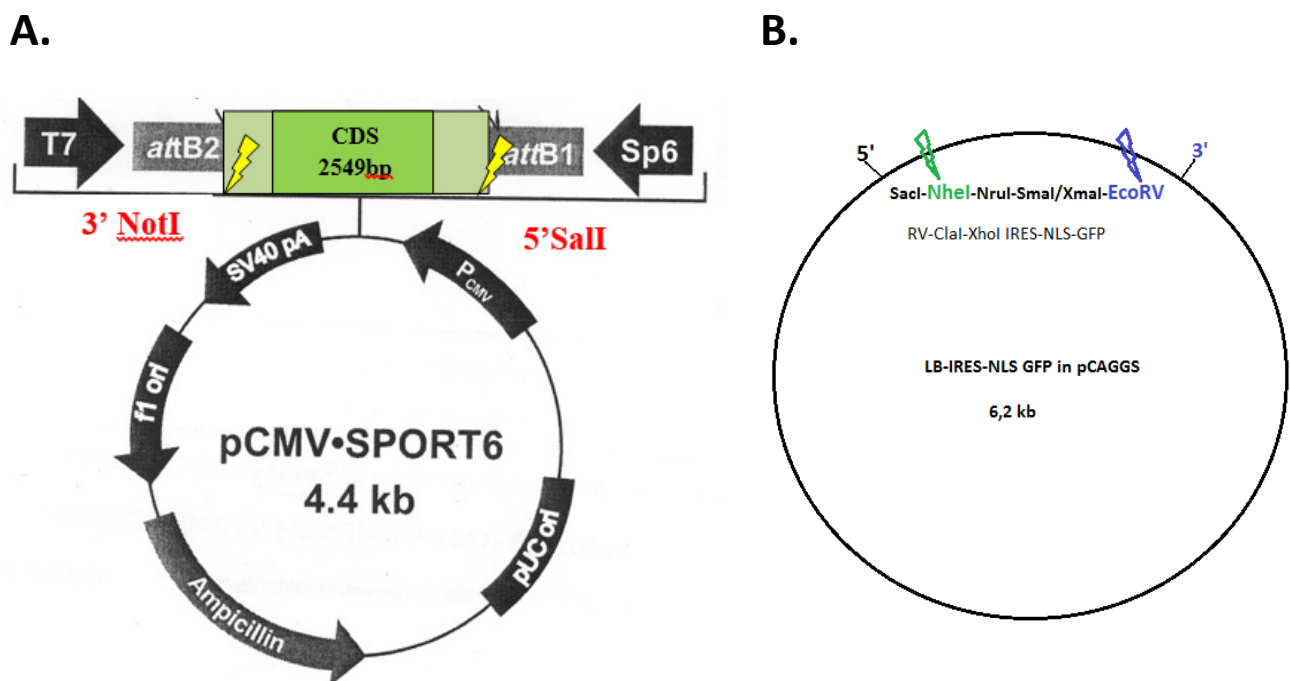 A.
B.
T7
attB2
CDS
2549bp
attB1
Sp6
3’ NotI
5’SalI
SV40 pA
PCMV
f1 ori
pCMV•SPORT6
4.4 kb
pUC ori
Ampicillin
5'
3'
SacI-NheI-NruI-SmaI/XmaI-EcoRV
RV-ClaI-XhoI IRES-NLS-GFP
LB-IRES-NLS GFP in pCAGGS
6,2 kb